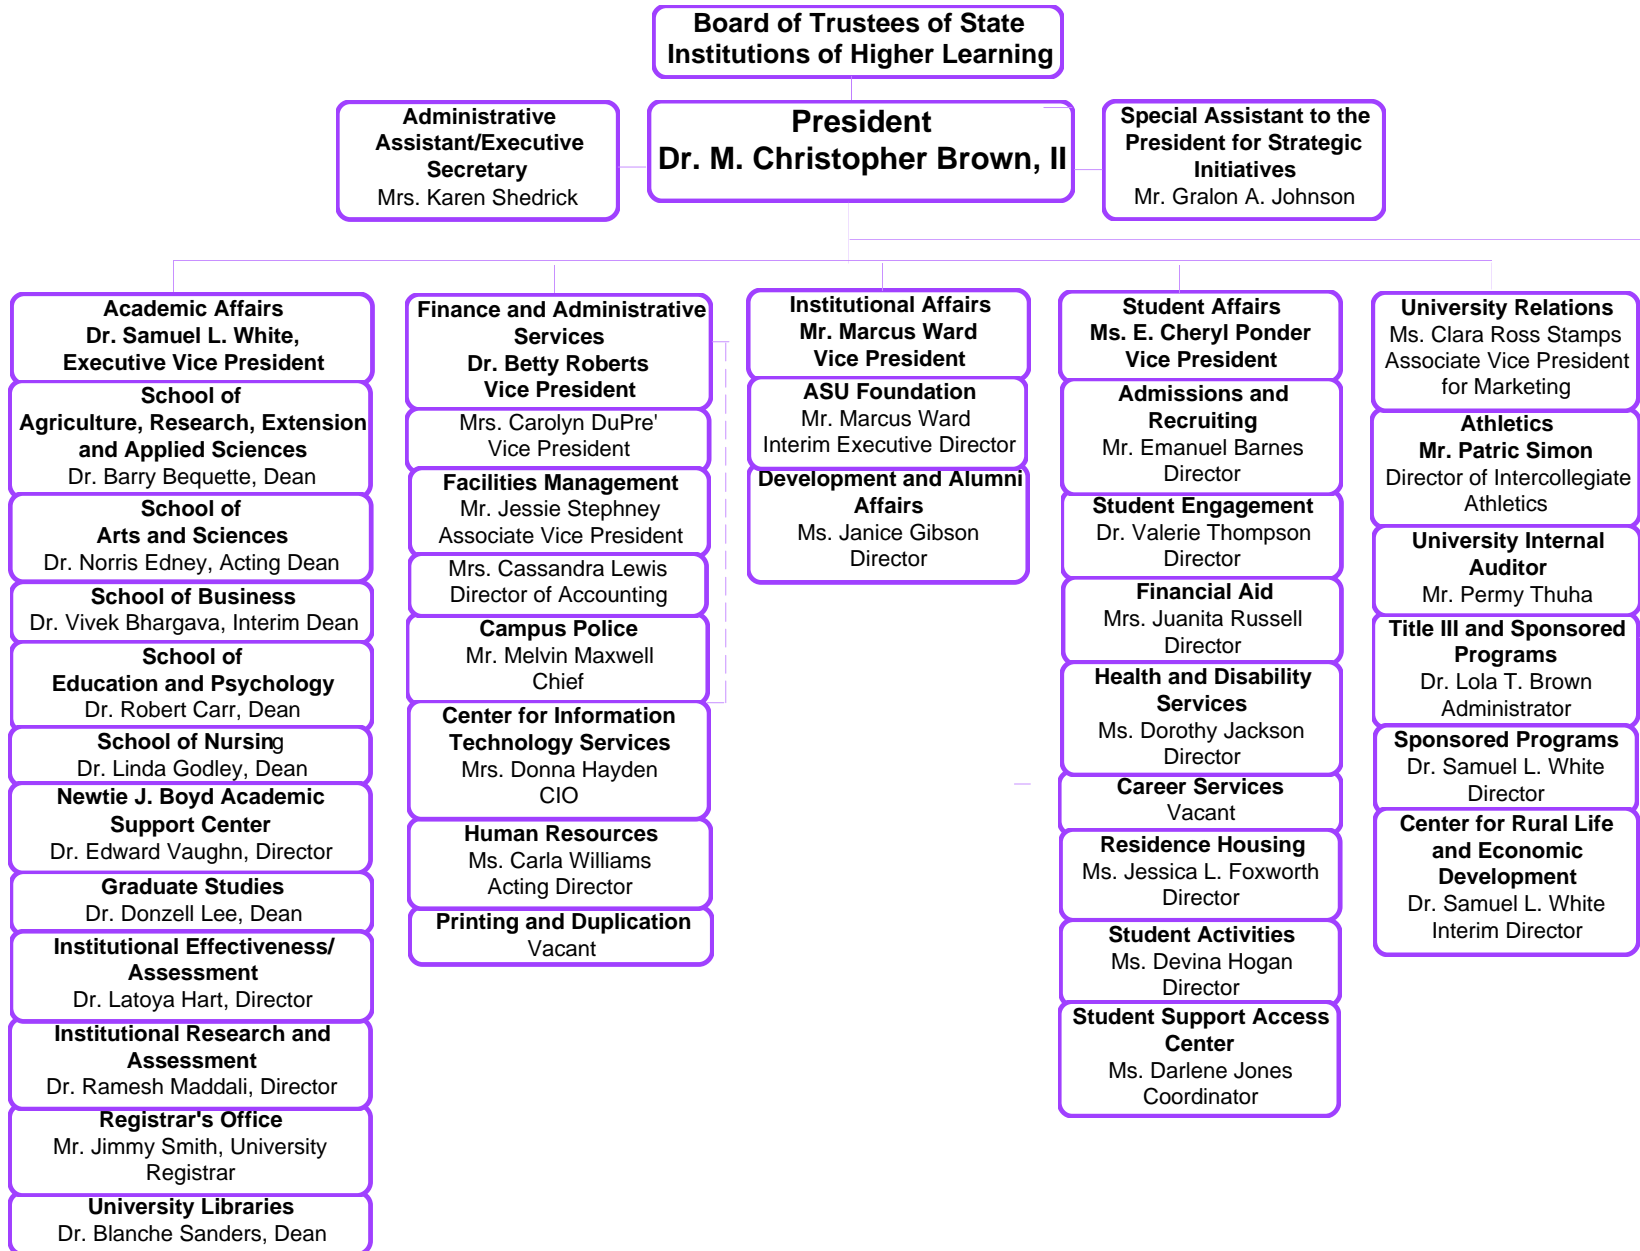 Board of Trustees of State
Institutions of Higher Learning
Administrative
Assistant/Executive
Secretary
Mrs. Karen Shedrick
President
Dr. M. Christopher Brown, II
Special Assistant to the
President for Strategic
Initiatives
Mr. Gralon A. Johnson
Academic Affairs
Dr. Samuel L. White,
Executive Vice President
School of
Agriculture, Research, Extension
and Applied Sciences
Dr. Barry Bequette, Dean
School of
Arts and Sciences
Dr. Norris Edney, Acting Dean
School of Business
Dr. Vivek Bhargava, Interim Dean
School of
Education and Psychology
Dr. Robert Carr, Dean
School of Nursing
Dr. Linda Godley, Dean
Newtie J. Boyd Academic
Support Center
Dr. Edward Vaughn, Director
Graduate Studies
Dr. Donzell Lee, Dean
Institutional Effectiveness/
Assessment
Dr. Latoya Hart, Director
Institutional Research and
Assessment
Dr. Ramesh Maddali, Director
Registrar's Office
Mr. Jimmy Smith, University
Registrar
University Libraries
Dr. Blanche Sanders, Dean
Finance and Administrative
Services
Dr. Betty Roberts
Vice President
Mrs. Carolyn DuPre'
Vice President
Facilities Management
Mr. Jessie Stephney
Associate Vice President
Mrs. Cassandra Lewis
Director of Accounting
Campus Police
Mr. Melvin Maxwell
Chief
Center for Information
Technology Services
Mrs. Donna Hayden
CIO
Human Resources
Ms. Carla Williams
Acting Director
Printing and Duplication
Vacant
Institutional Affairs
Mr. Marcus Ward
Vice President
ASU Foundation
Mr. Marcus Ward
Interim Executive Director
Development and Alumni
Affairs
Ms. Janice Gibson
Director
Student Affairs
Ms. E. Cheryl Ponder
Vice President
Admissions and
Recruiting
Mr. Emanuel Barnes
Director
Student Engagement
Dr. Valerie Thompson
Director
Financial Aid
Mrs. Juanita Russell
Director
Health and Disability
Services
Ms. Dorothy Jackson
Director
Career Services
Vacant
Residence Housing
Ms. Jessica L. Foxworth
Director
Student Activities
Ms. Devina Hogan
Director
Student Support Access
Center
Ms. Darlene Jones
Coordinator
University Relations
Ms. Clara Ross Stamps
Associate Vice President
for Marketing
Athletics
Mr. Patric Simon
Director of Intercollegiate
Athletics
University Internal
Auditor
Mr. Permy Thuha
Title III and Sponsored
Programs
Dr. Lola T. Brown
Administrator
Sponsored Programs
Dr. Samuel L. White
Director
Center for Rural Life
and Economic
Development
Dr. Samuel L. White
Interim Director